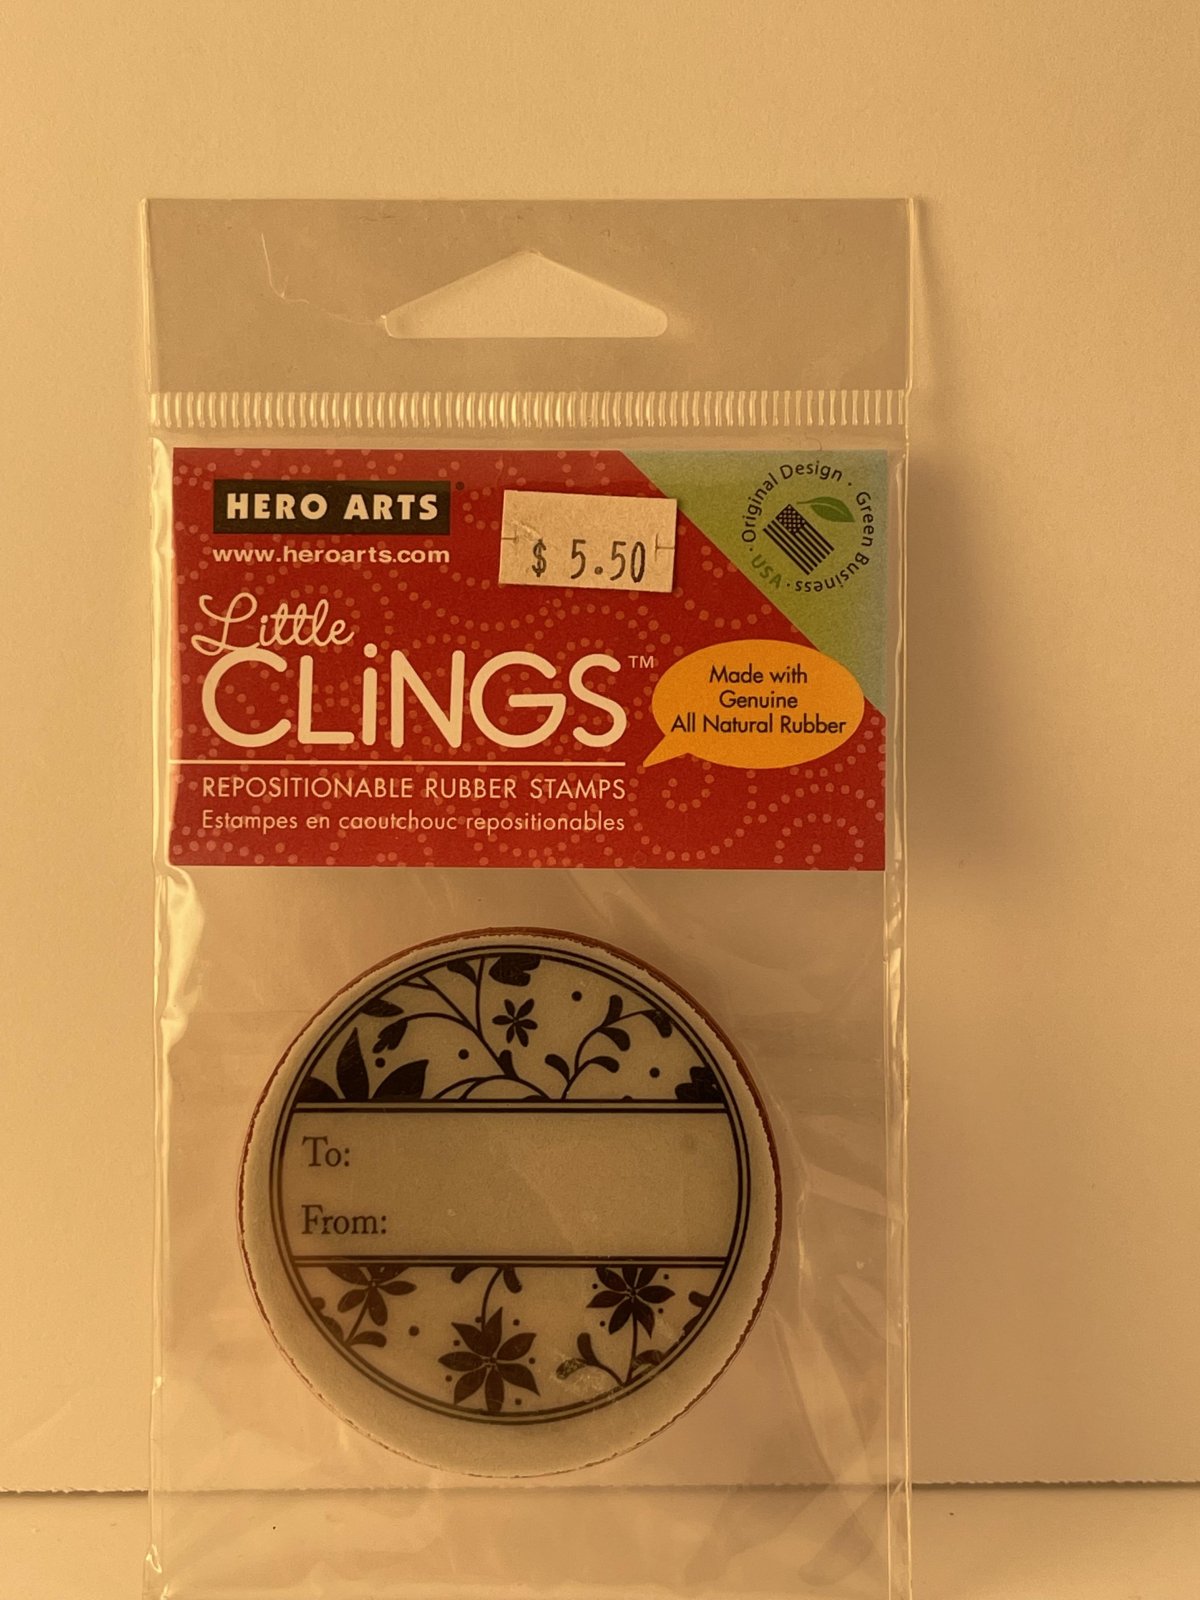 HERO ARTS
www.heroarts.com
$ 5.50
Original Design · Green Business · USA ·
Little
CLiNGS™
Made with
Genuine
All Natural Rubber
REPOSITIONABLE RUBBER STAMPS
Estampes en caoutchouc repositionables
To:
From: